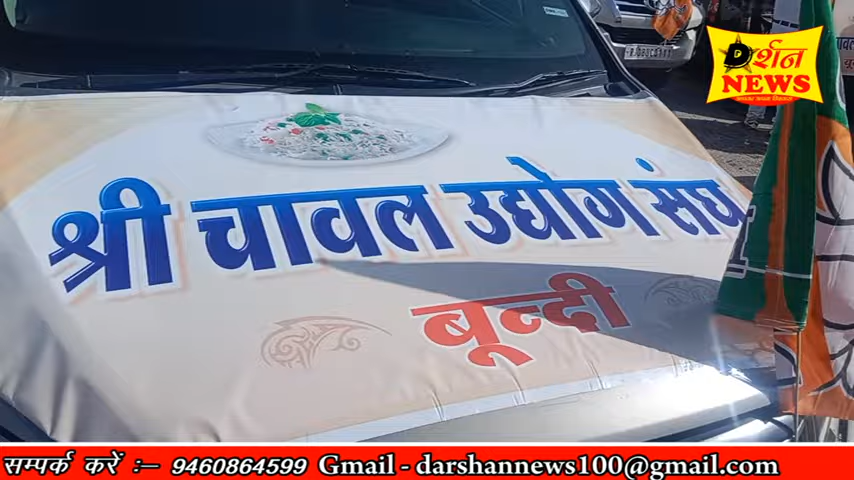 दर्शन
NEWS
श्री चावल उद्योग संघ
बून्दी
सम्पर्क करें :– 9460864599 Gmail - darshannews100@gmail.com